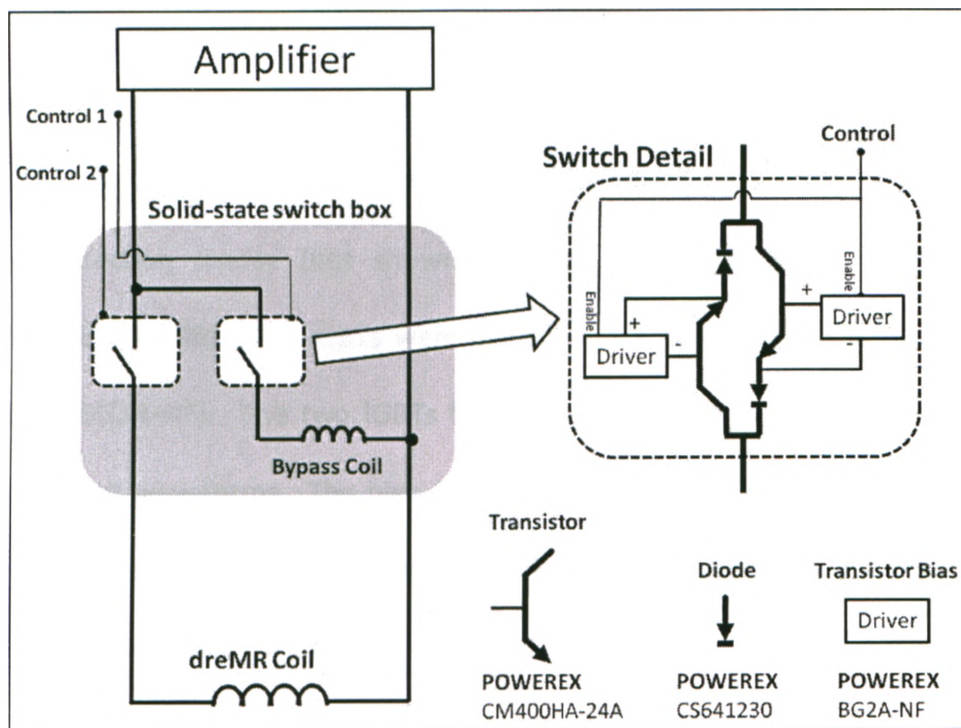 Amplifier
Control 1
Control 2
Solid-state switch box
Bypass Coil
dreMR Coil
Switch Detail
Control
Enable
+
-
Driver
Enable
+
-
Driver
Transistor
Diode
Transistor Bias
Driver
POWEREX
CM400HA-24A
POWEREX
CS641230
POWEREX
BG2A-NF